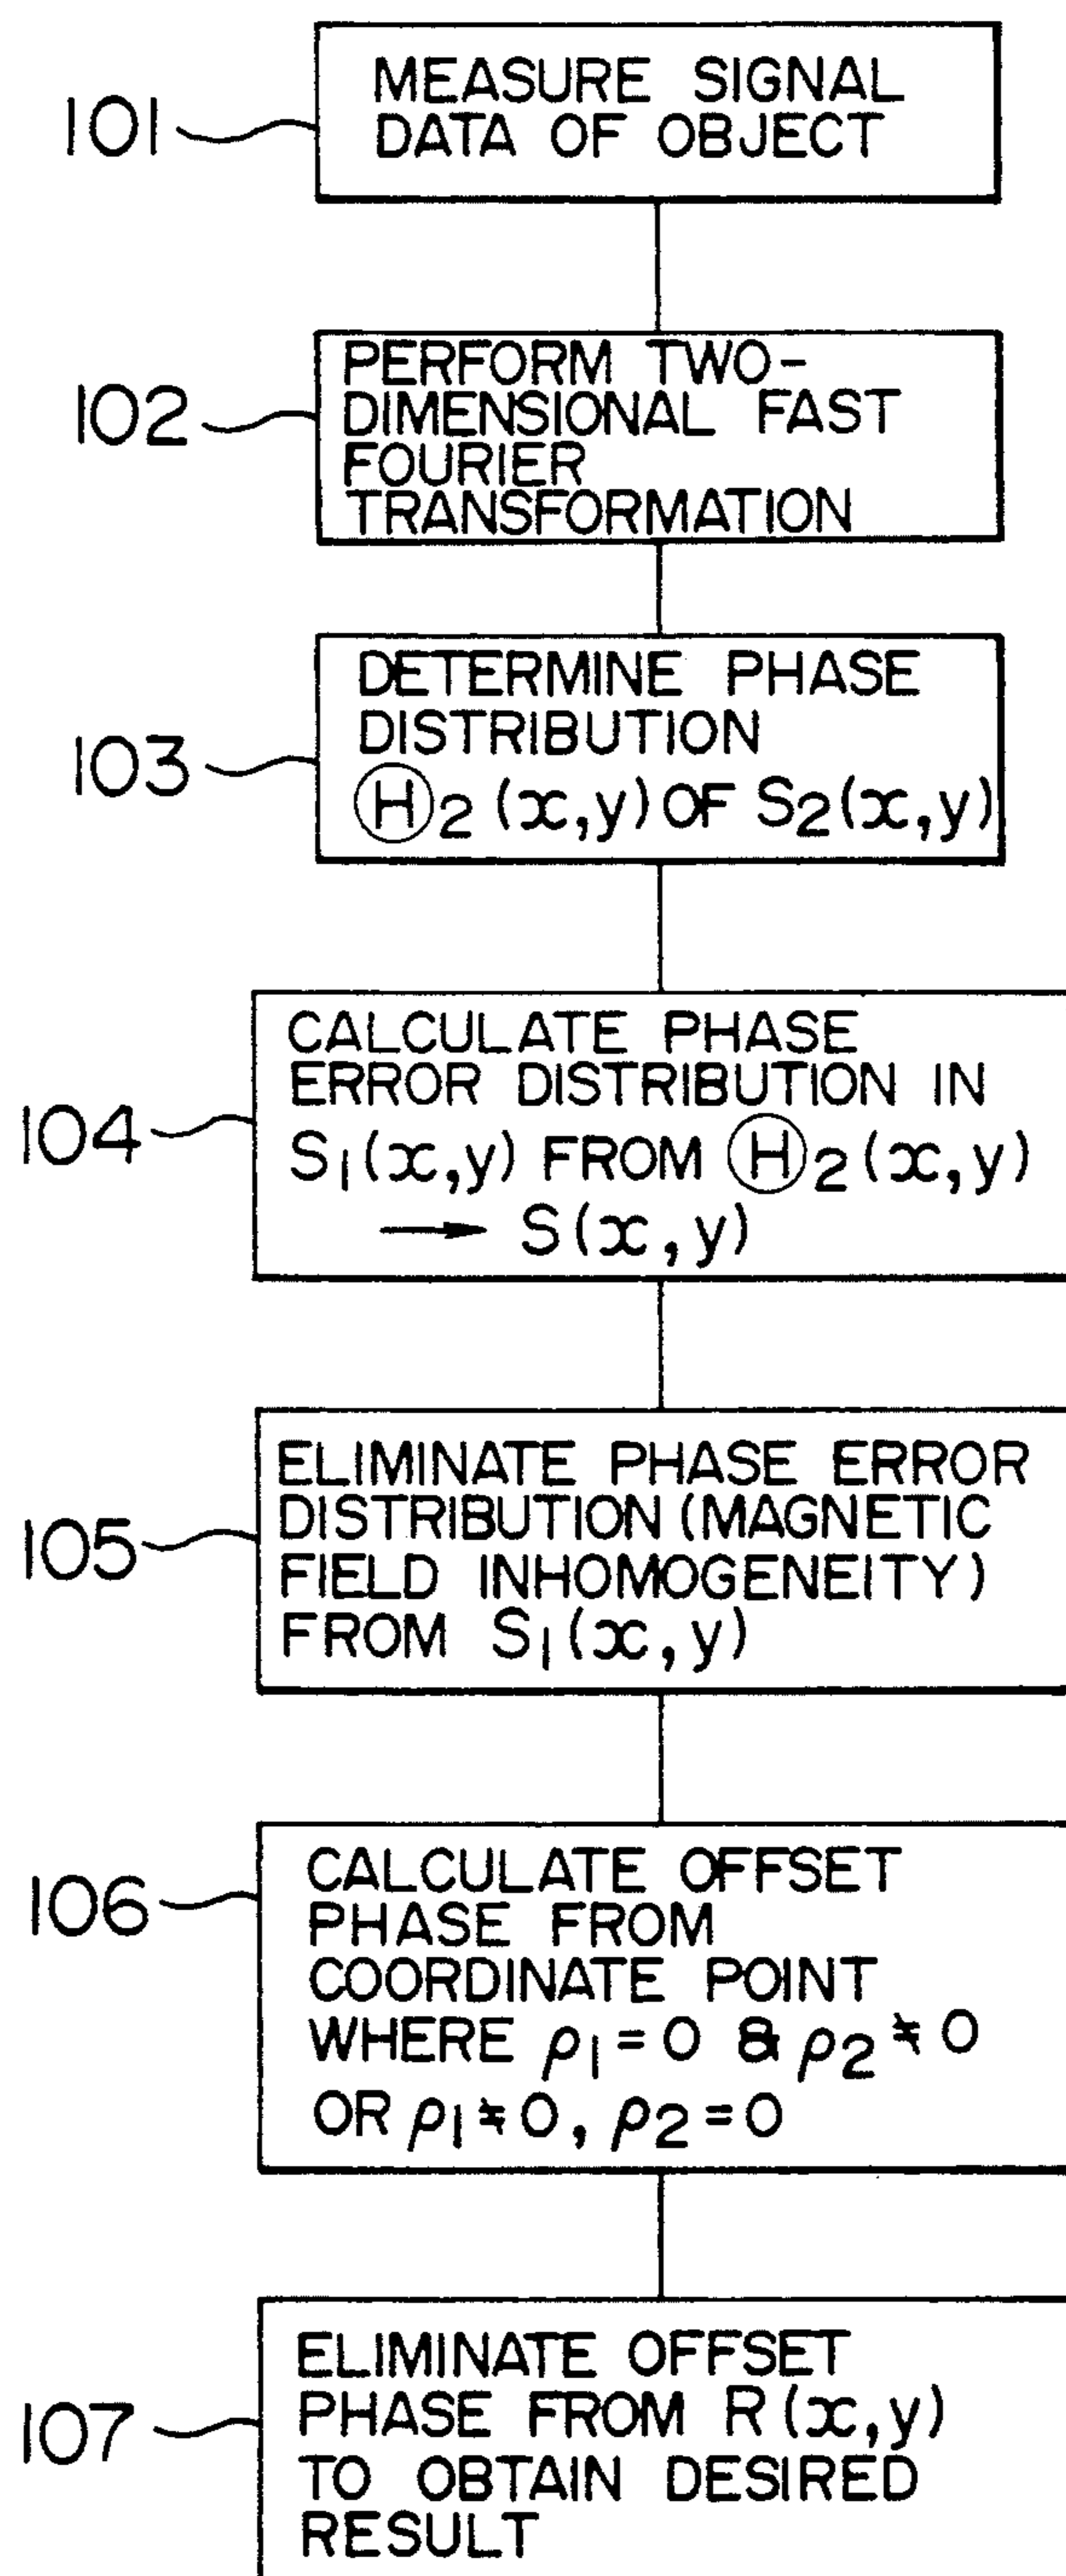 101
MEASURE SIGNAL
DATA OF OBJECT
102
PERFORM TWO-
DIMENSIONAL FAST
FOURIER
TRANSFORMATION
103
DETERMINE PHASE
DISTRIBUTION
Ⓗ2 (x,y) OF S2(x,y)
104
CALCULATE PHASE
ERROR DISTRIBUTION IN
S1(x,y) FROM Ⓗ2(x,y)
→ S(x,y)
105
ELIMINATE PHASE ERROR
DISTRIBUTION (MAGNETIC
FIELD INHOMOGENEITY)
FROM S1(x,y)
106
CALCULATE OFFSET
PHASE FROM
COORDINATE POINT
WHERE ρ1=0 & ρ2≠0
OR ρ1≠0, ρ2=0
107
ELIMINATE OFFSET
PHASE FROM R(x,y)
TO OBTAIN DESIRED
RESULT